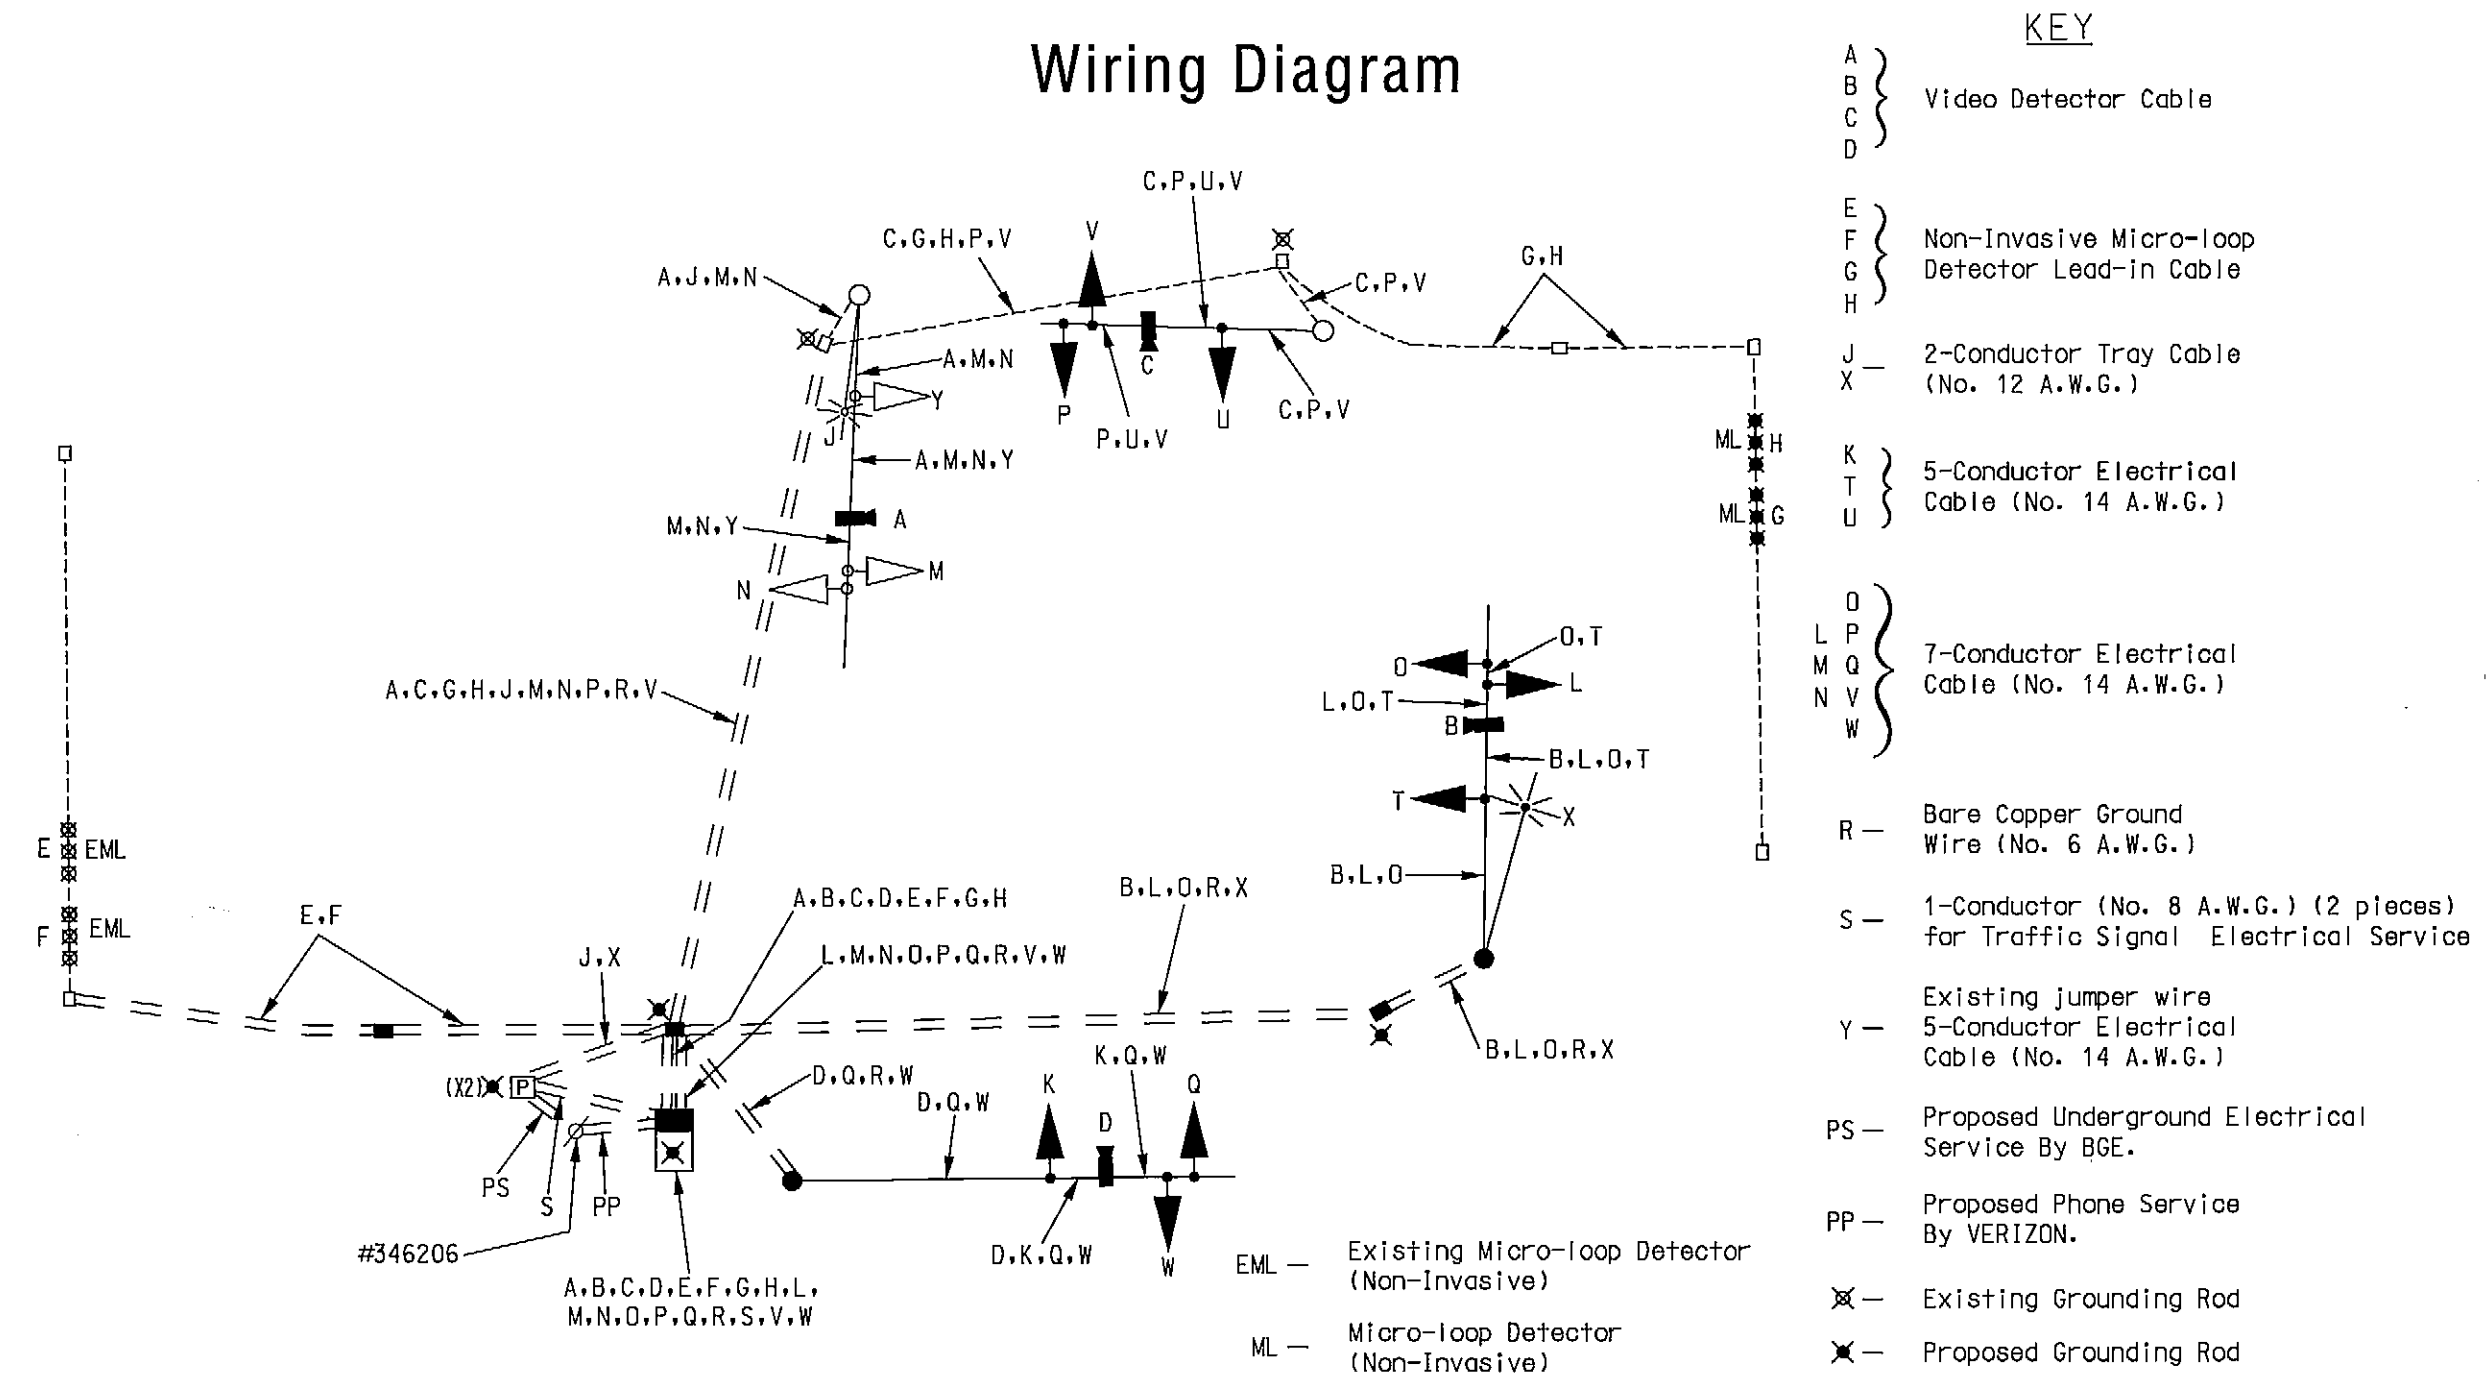 Wiring Diagram
KEY
A
B
C
D
Video Detector Cable
E
F
G
H
Non-Invasive Micro-loop
Detector Lead-in Cable
J
X
2-Conductor Tray Cable
(No. 12 A.W.G.)
K
T
U
5-Conductor Electrical
Cable (No. 14 A.W.G.)
O
L P
M Q
N V
W
7-Conductor Electrical
Cable (No. 14 A.W.G.)
R —
Bare Copper Ground
Wire (No. 6 A.W.G.)
S —
1-Conductor (No. 8 A.W.G.) (2 pieces)
for Traffic Signal Electrical Service
Y —
Existing jumper wire
5-Conductor Electrical
Cable (No. 14 A.W.G.)
PS —
Proposed Underground Electrical
Service By BGE.
PP —
Proposed Phone Service
By VERIZON.
— Existing Grounding Rod
— Proposed Grounding Rod
EML —
Existing Micro-loop Detector
(Non-Invasive)
ML —
Micro-loop Detector
(Non-Invasive)
C,P,U,V
V
C,G,H,P,V
A,J,M,N
C,P,V
G,H
A,M,N
C
Y
P
U
C,P,V
J
P,U,V
A,M,N,Y
ML H
ML G
A
M,N,Y
M
N
O,T
O
L
A,C,G,H,J,M,N,P,R,V
L,O,T
B
B,L,O,T
T
X
E EML
B,L,O
B,L,O,R,X
A,B,C,D,E,F,G,H
E,F
F EML
J,X
L,M,N,O,P,Q,R,V,W
B,L,O,R,X
K,Q,W
(X2) P
D,Q,R,W
K
Q
D,Q,W
D
PS
S
PP
#346206
D,K,Q,W
W
A,B,C,D,E,F,G,H,L,
M,N,O,P,Q,R,S,V,W